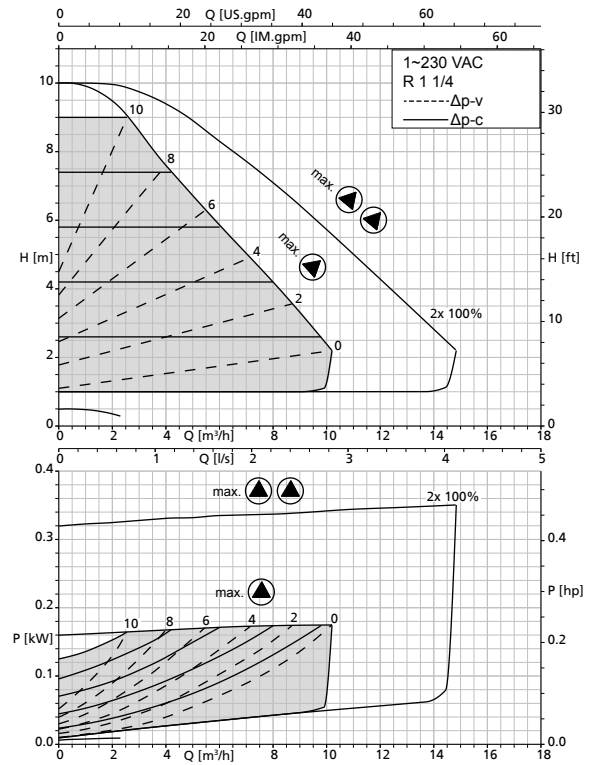 0 20 Q [US.gpm] 40 60
0 20 Q [IM.gpm] 40 60
1~230 VAC
R 1 1/4
Δp-v
Δp-c
10
8
6
H [m]
4
2
0
30
20
H [ft]
10
0
10
8
6
4
2
0
max.
max.
2x 100%
0 2 4 Q [m³/h] 6 8 10 12 14 16 18
0 1 Q [l/s] 2 3 4 5
0.4
0.3
0.2
P [kW]
0.1
0.0
0.4
P [hp]
0.2
0.0
max.
2x 100%
max.
10 8 6 4 2 0
0 2 4 Q [m³/h] 6 8 10 12 14 16 18